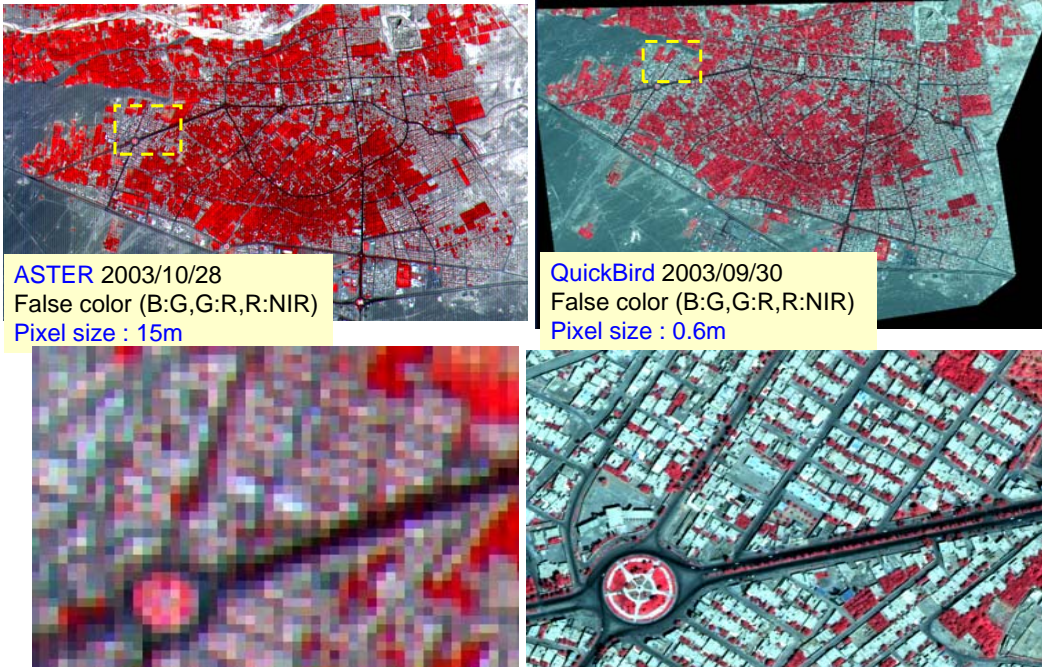 ASTER 2003/10/28
False color (B:G,G:R,R:NIR)
Pixel size : 15m
QuickBird 2003/09/30
False color (B:G,G:R,R:NIR)
Pixel size : 0.6m